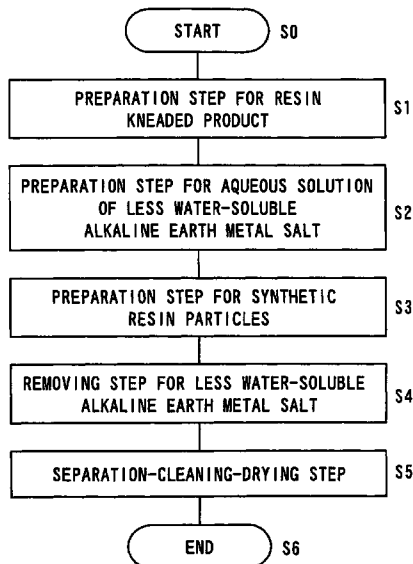 START S0
PREPARATION STEP FOR RESIN
KNEADED PRODUCT
S1
PREPARATION STEP FOR AQUEOUS SOLUTION
OF LESS WATER-SOLUBLE
ALKALINE EARTH METAL SALT
S2
PREPARATION STEP FOR SYNTHETIC
RESIN PARTICLES
S3
REMOVING STEP FOR LESS WATER-SOLUBLE
ALKALINE EARTH METAL SALT
S4
SEPARATION-CLEANING-DRYING STEP S5
END S6